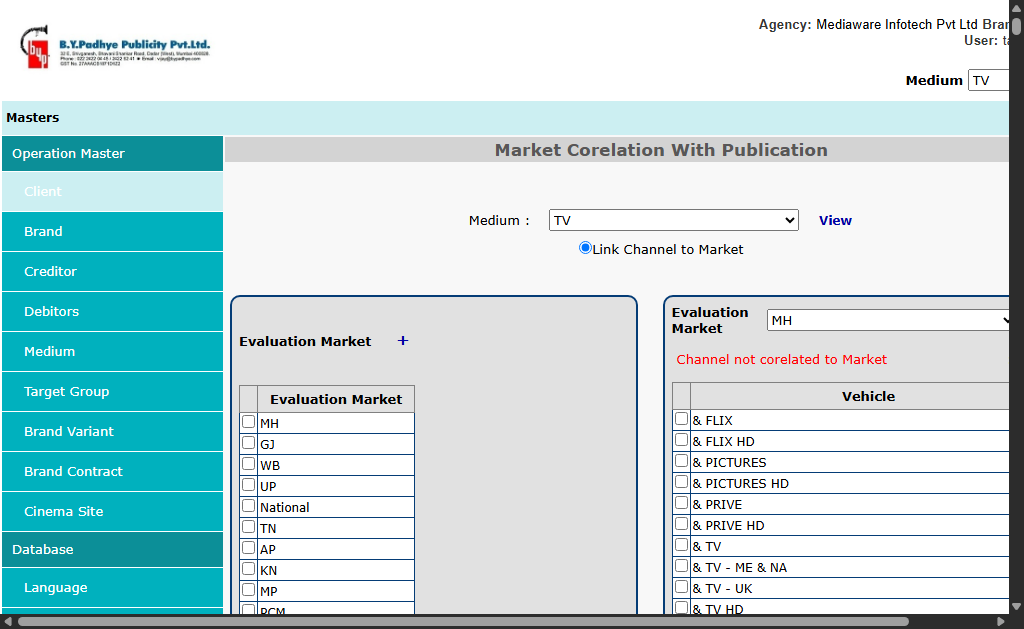 Agency: Mediaware Infotech Pvt Ltd Bran
User: ta
B.Y.Padhye Publicity Pvt.Ltd.
Medium TV
Masters
Operation Master
Market Corelation With Publication
Client
Medium : TV View
Brand
Link Channel to Market
Creditor
Debitors
Medium
Target Group
Brand Variant
Brand Contract
Cinema Site
Database
Language
Evaluation Market +
Evaluation Market
MH
GJ
WB
UP
National
TN
AP
KN
MP
PCM
Evaluation
Market MH
Channel not corelated to Market
Vehicle
& FLIX
& FLIX HD
& PICTURES
& PICTURES HD
& PRIVE
& PRIVE HD
& TV
& TV - ME & NA
& TV - UK
& TV HD